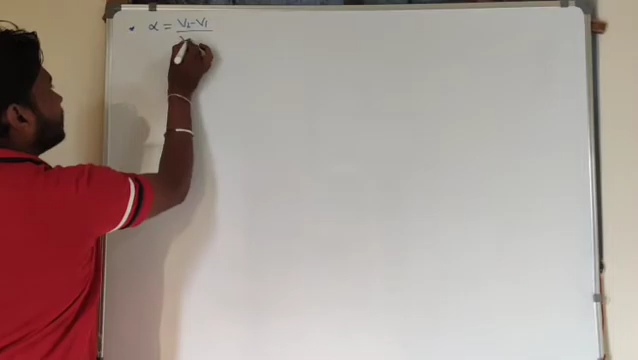 • α = V₂-V₁